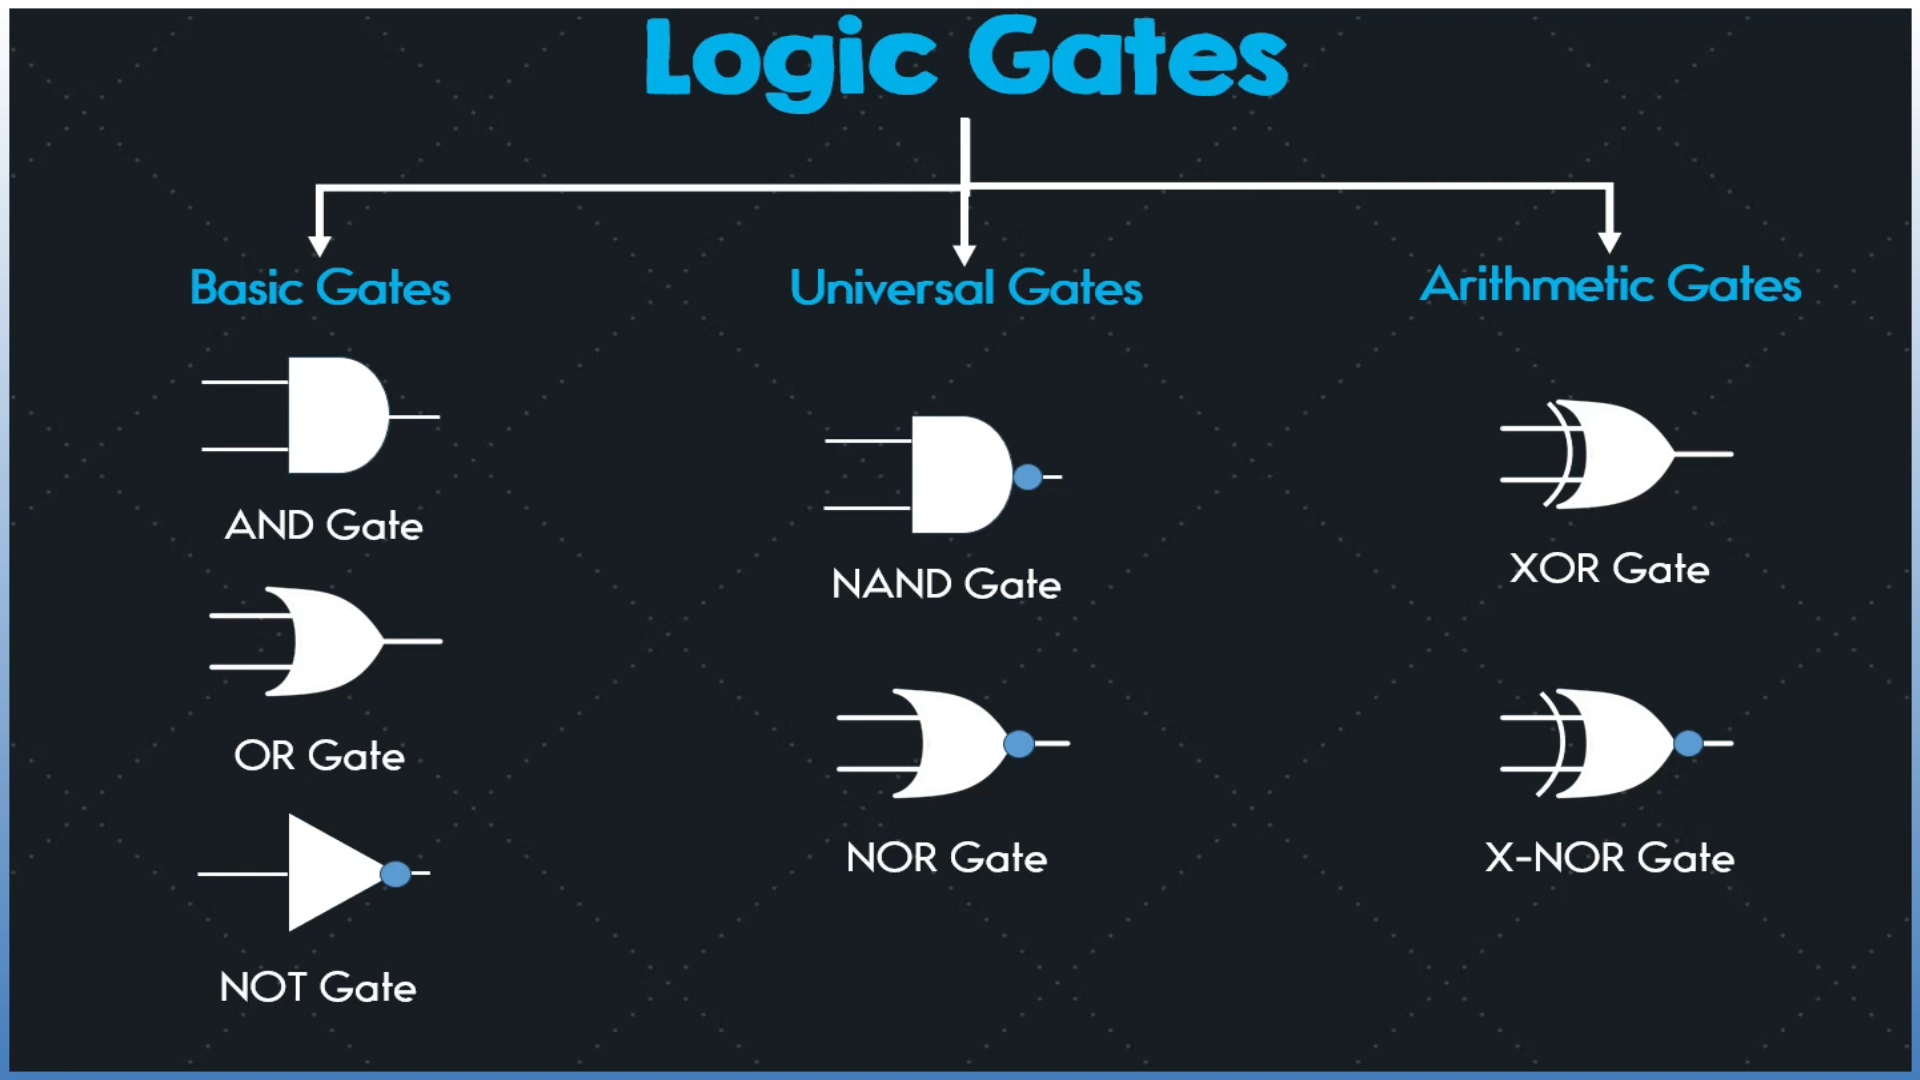 Logic Gates
Basic Gates
Universal Gates
Arithmetic Gates
AND Gate
OR Gate
NOT Gate
NAND Gate
NOR Gate
XOR Gate
X-NOR Gate